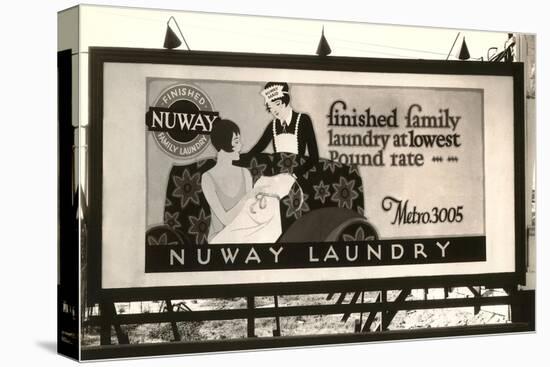 FINISHED
NUWAY
FAMILY LAUNDRY
NUWAY
MAID
finished family
laundry at lowest
Pound rate
Metro.3005
NUWAY LAUNDRY